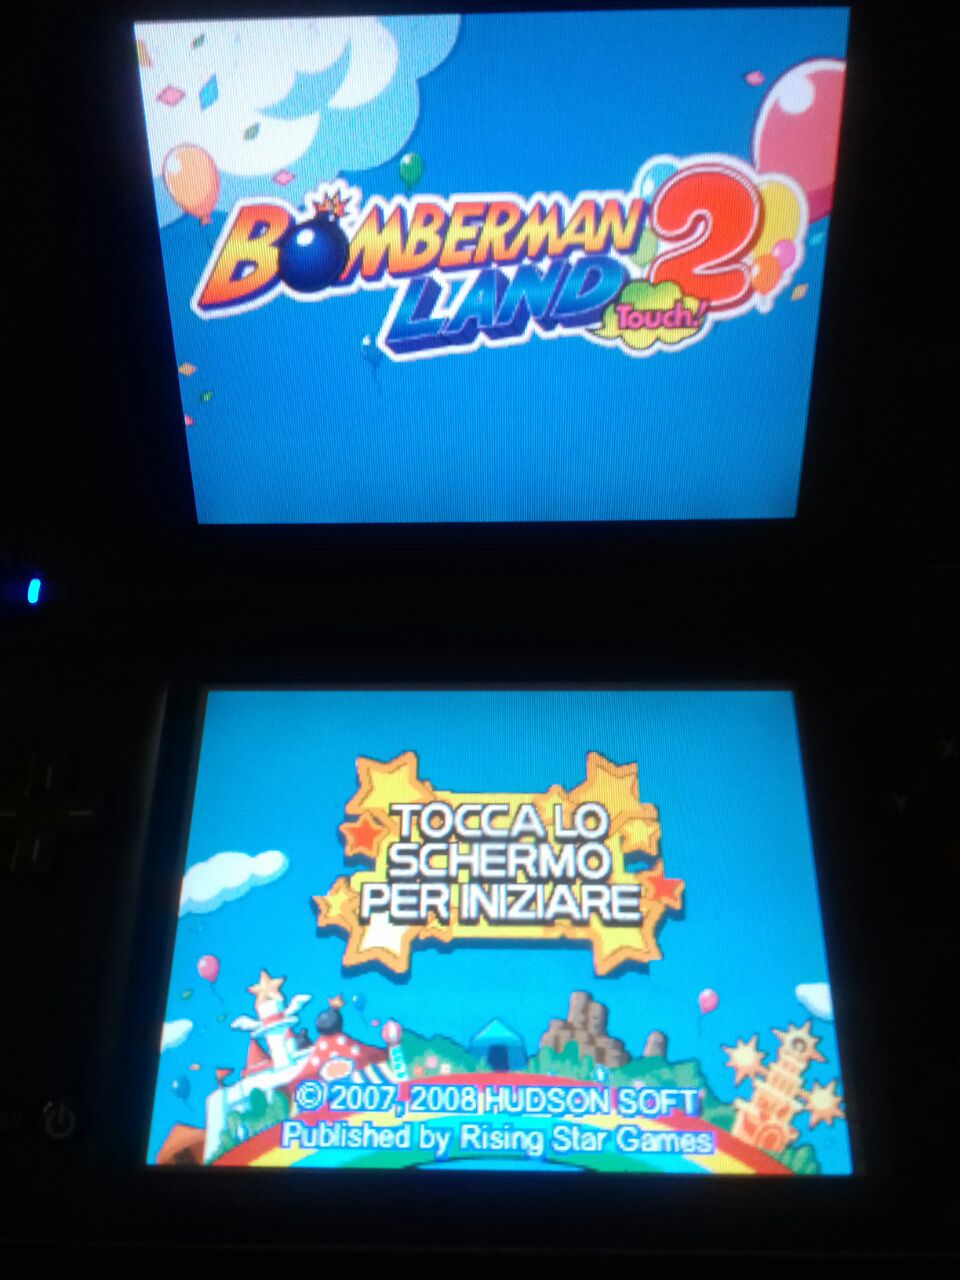 BOMBERMAN
LAND
Touch! 2
TOCCA LO
SCHERMO
PER INIZIARE
© 2007, 2008 HUDSON SOFT
Published by Rising Star Games
Y
X